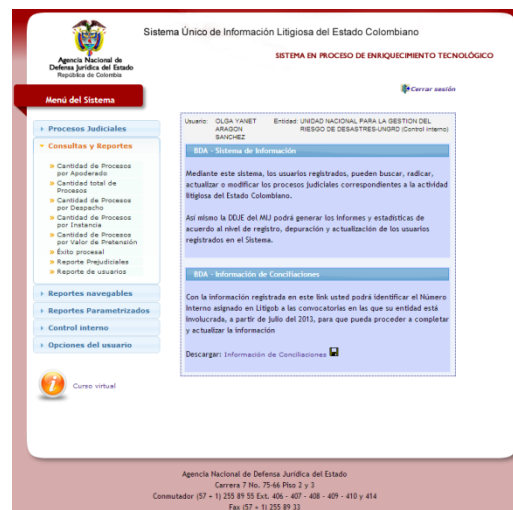 Sistema Único de Información Litigiosa del Estado Colombiano
SISTEMA EN PROCESO DE ENRIQUECIMIENTO TECNOLÓGICO
Agencia Nacional de
Defensa Jurídica del Estado
República de Colombia
Cerrar sesión
Menú del Sistema
Procesos Judiciales
Consultas y Reportes
Cantidad de Procesos
por Apoderado
Cantidad total de
Procesos
Cantidad de Procesos
por Despacho
Cantidad de Procesos
por Instancia
Cantidad de Procesos
por Valor de Pretensión
Éxito procesal
Reporte Prejudiciales
Reporte de usuarios
Reportes navegables
Reportes Parametrizados
Control interno
Opciones del usuario
Curso virtual
Usuario: OLGA YANET
ARAGON
SANCHEZ
Entidad: UNIDAD NACIONAL PARA LA GESTION DEL
RIESGO DE DESASTRES-UNGRD (Control interno)
BDA - Sistema de Información
Mediante este sistema, los usuarios registrados, pueden buscar, radicar,
actualizar o modificar los procesos judiciales correspondientes a la actividad
litigiosa del Estado Colombiano.
Asi mismo la DDJE del MIJ podrá generar los informes y estadísticas de
acuerdo al nivel de registro, depuración y actualización de los usuarios
registrados en el Sistema.
BDA - Información de Conciliaciones
Con la información registrada en este link usted podrá identificar el Número
Interno asignado en Litigob a las convocatorias en las que su entidad está
involucrada, a partir de julio del 2013, para que pueda proceder a completar
y actualizar la información
Descargar: Información de Conciliaciones
Agencia Nacional de Defensa Jurídica del Estado
Carrera 7 No. 75-66 Piso 2 y 3
Conmutador (57 + 1) 255 89 55 Ext. 406 - 407 - 408 - 409 - 410 y 414
Fax (57 + 1) 255 89 33